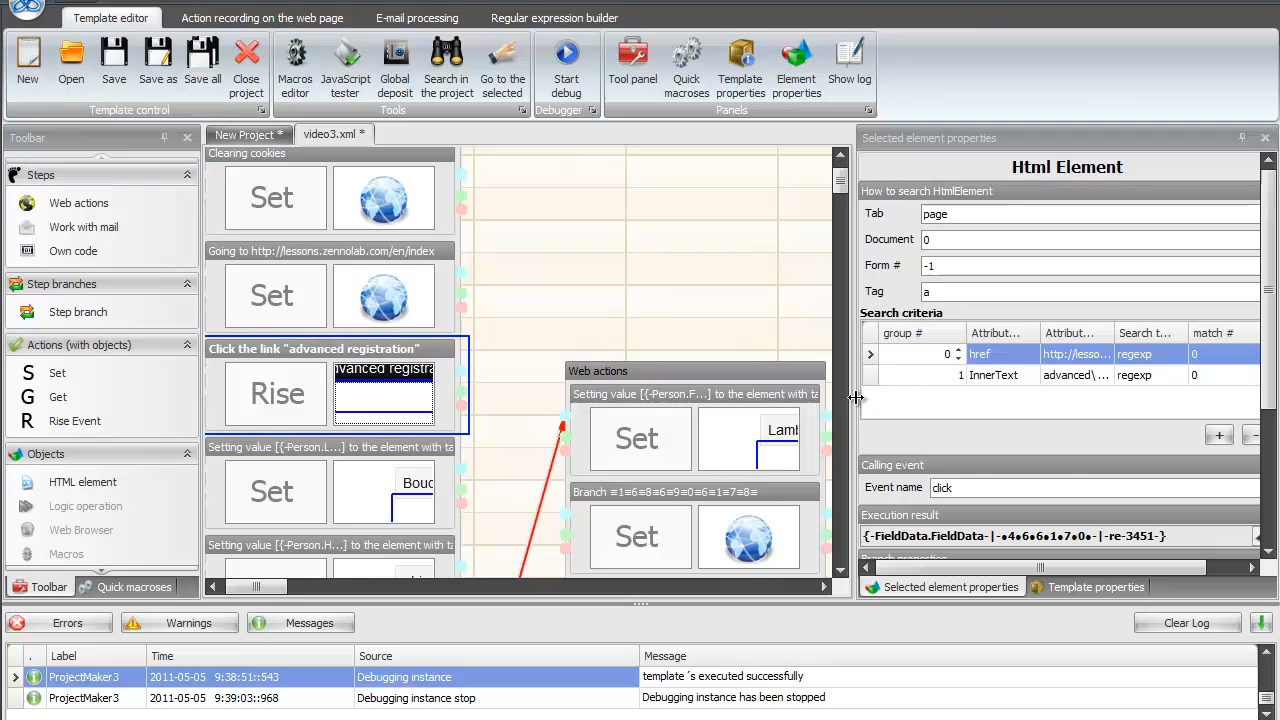 Template editor
Action recording on the web page
E-mail processing
Regular expression builder
New
Open
Save
Save as
Save all
Close project
Macros editor
JavaScript tester
Global deposit
Search in the project
Go to the selected
Start debug
Tool panel
Quick macroses
Template properties
Element properties
Show log
Template control
Tools
Debugger
Panels
Toolbar
Steps
Web actions
Work with mail
Own code
Step branches
Step branch
Actions (with objects)
S Set
G Get
R Rise Event
Objects
HTML element
Logic operation
Web Browser
Macros
Toolbar
Quick macroses
New Project *
video3.xml *
Clearing cookies
Set
Going to http://lessons.zennolab.com/en/index
Set
Click the link "advanced registration"
Rise
Setting value [{-Person.L...] to the element with ta
Set
Bouc
Setting value [{-Person.H...] to the element with ta
Web actions
Setting value [{-Person.F...] to the element with ta
Set
Lamb
Branch ≡1≡6≡8≡6≡9≡0≡6≡1≡7≡8≡
Set
Selected element properties
Html Element
How to search HtmlElement
Tab page
Document 0
Form # -1
Tag a
Search criteria
group # Attribut... Attribut... Search t... match #
0 href http://lesso... regexp 0
1 InnerText advanced\ ... regexp 0
+ -
Calling event
Event name click
Execution result
{-FieldData.FieldData-|-•4•6•6•1•7•0•-|-re-3451-}
Selected element properties
Template properties
Errors
Warnings
Messages
Clear Log
. Label Time Source Message
ProjectMaker3 2011-05-05 9:38:51::543 Debugging instance template ´s executed successfully
ProjectMaker3 2011-05-05 9:39:03::968 Debugging instance stop Debugging instance has been stopped